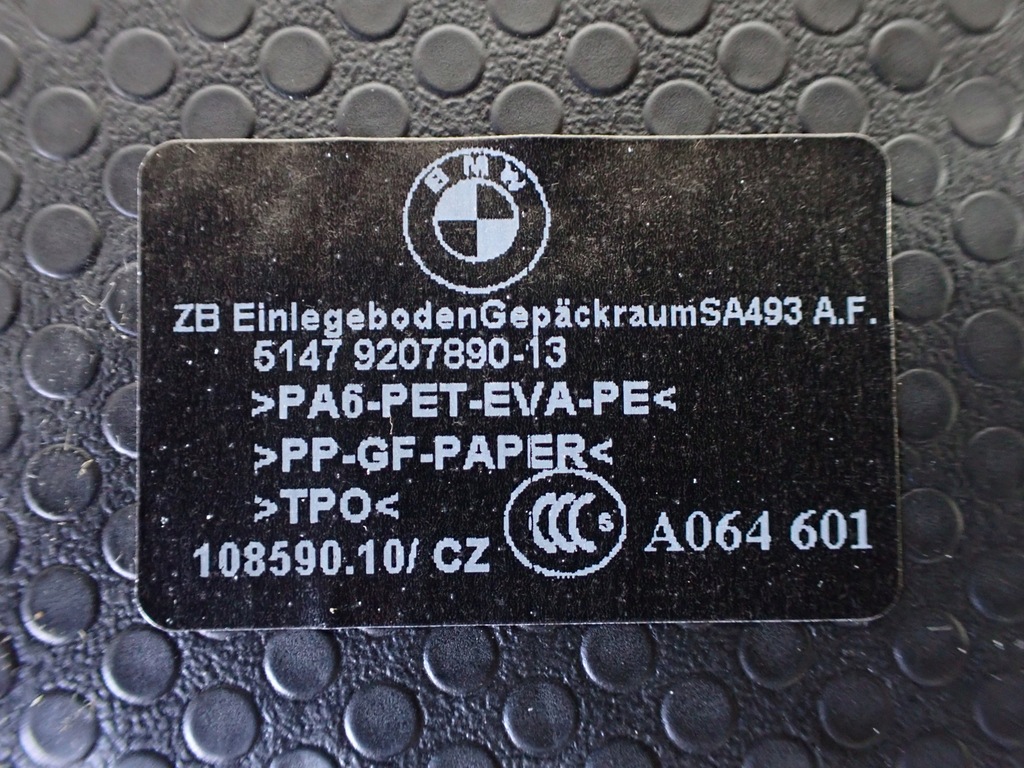 BMW
ZB EinlegebodenGepäckraumSA493 A.F.
5147 9207890-13
>PA6-PET-EVA-PE<
>PP-GF-PAPER<
>TPO<
108590.10/ CZ
CCC S
A064 601